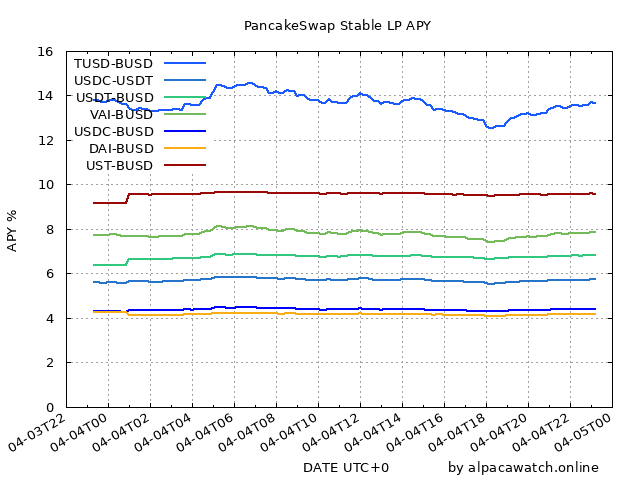 PancakeSwap Stable LP APY
16
14
12
10
8
6
4
2
0
APY %
TUSD-BUSD
USDC-USDT
USDT-BUSD
VAI-BUSD
USDC-BUSD
DAI-BUSD
UST-BUSD
04-03T22
04-04T00
04-04T02
04-04T04
04-04T06
04-04T08
04-04T10
04-04T12
04-04T14
04-04T16
04-04T18
04-04T20
04-04T22
04-05T00
DATE UTC+0
by alpacawatch.online